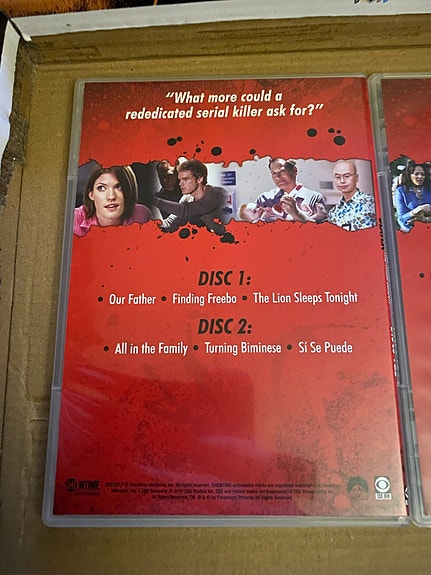 "What more could a
rededicated serial killer ask for?"
DISC 1:
• Our Father • Finding Freebo • The Lion Sleeps Tonight
DISC 2:
• All in the Family • Turning Biminese • Sí Se Puede
SHOWTIME
CBS DVD